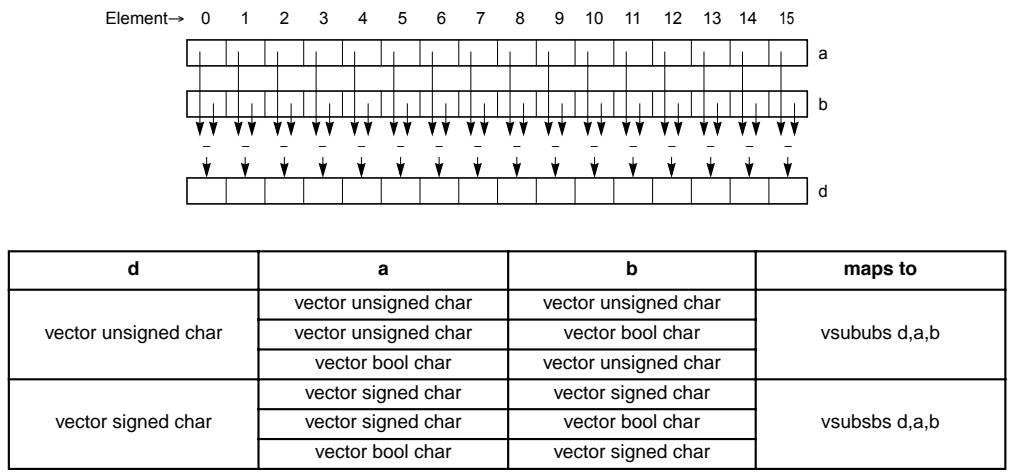 Element→ 0 1 2 3 4 5 6 7 8 9 10 11 12 13 14 15
a
b
– – – – – – – – – – – – – – – –
d
d a b maps to
vector unsigned char vector unsigned char vector unsigned char vsububs d,a,b
vector unsigned char vector bool char
vector bool char vector unsigned char
vector signed char vector signed char vector signed char vsubsbs d,a,b
vector signed char vector bool char
vector bool char vector signed char